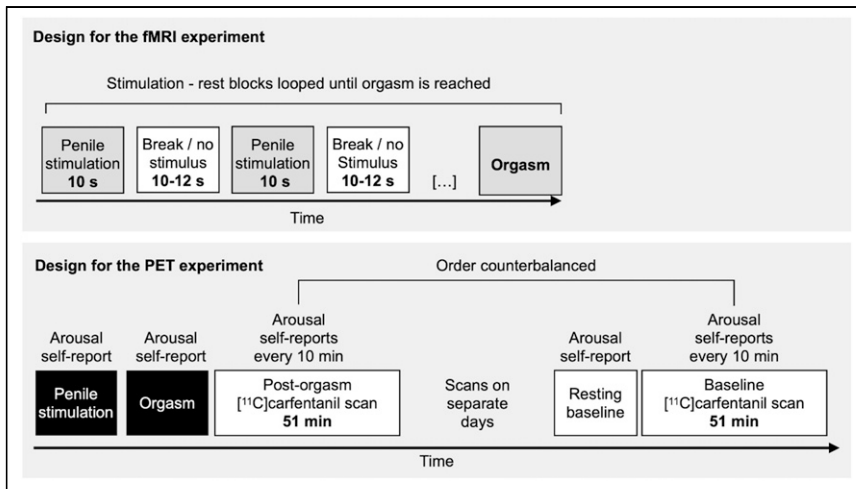 Design for the fMRI experiment
Stimulation - rest blocks looped until orgasm is reached
Penile
stimulation
10 s
Break / no
stimulus
10-12 s
Penile
stimulation
10 s
Break / no
Stimulus
10-12 s
[...]
Orgasm
Time
Design for the PET experiment
Order counterbalanced
Arousal
self-report
Arousal
self-report
Arousal
self-reports
every 10 min
Arousal
self-report
Arousal
self-reports
every 10 min
Penile
stimulation
Orgasm
Post-orgasm
[¹¹C]carfentanil scan
51 min
Scans on
separate
days
Resting
baseline
Baseline
[¹¹C]carfentanil scan
51 min
Time